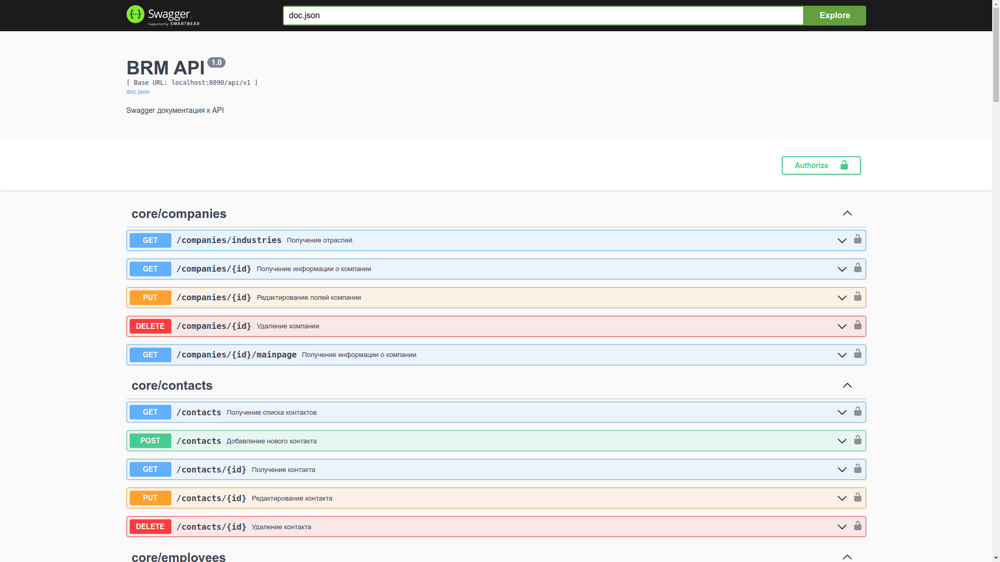 Swagger
Supported by SMARTBEAR
doc.json
Explore
BRM API 1.0
[ Base URL: localhost:8090/api/v1 ]
doc.json
Swagger документация к API
Authorize
core/companies
GET /companies/industries Получение отраслей
GET /companies/{id} Получение информации о компании
PUT /companies/{id} Редактирование полей компании
DELETE /companies/{id} Удаление компании
GET /companies/{id}/mainpage Получение информации о компании
core/contacts
GET /contacts Получение списка контактов
POST /contacts Добавление нового контакта
GET /contacts/{id} Получение контакта
PUT /contacts/{id} Редактирование контакта
DELETE /contacts/{id} Удаление контакта
core/employees